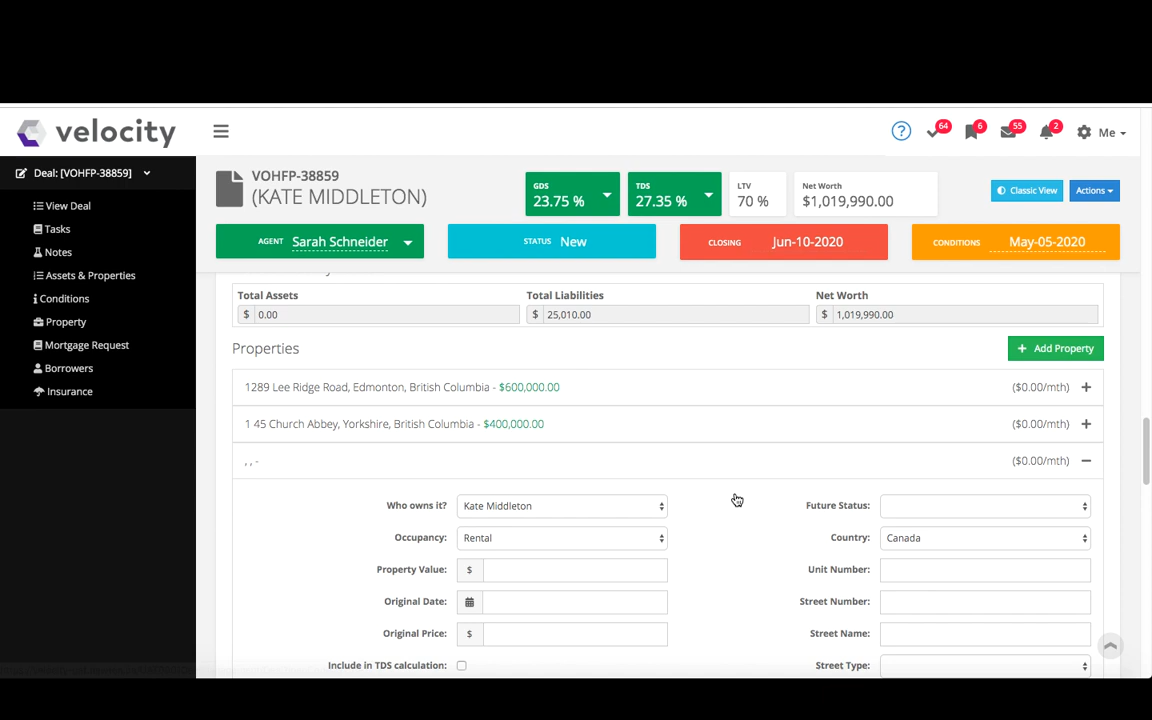 velocity
64
6
55
2
Me
Deal: [VOHFP-38859]
View Deal
Tasks
Notes
Assets & Properties
Conditions
Property
Mortgage Request
Borrowers
Insurance
VOHFP-38859
(KATE MIDDLETON)
GDS
23.75 %
TDS
27.35 %
LTV
70 %
Net Worth
$1,019,990.00
Classic View
Actions
AGENT Sarah Schneider
STATUS New
CLOSING Jun-10-2020
CONDITIONS May-05-2020
Total Assets
$ 0.00
Total Liabilities
$ 25,010.00
Net Worth
$ 1,019,990.00
Properties
+ Add Property
1289 Lee Ridge Road, Edmonton, British Columbia - $600,000.00 ($0.00/mth) +
1 45 Church Abbey, Yorkshire, British Columbia - $400,000.00 ($0.00/mth) +
, , - ($0.00/mth) −
Who owns it? Kate Middleton
Future Status:
Occupancy: Rental
Country: Canada
Property Value: $
Unit Number:
Original Date:
Street Number:
Original Price: $
Street Name:
Include in TDS calculation:
Street Type: